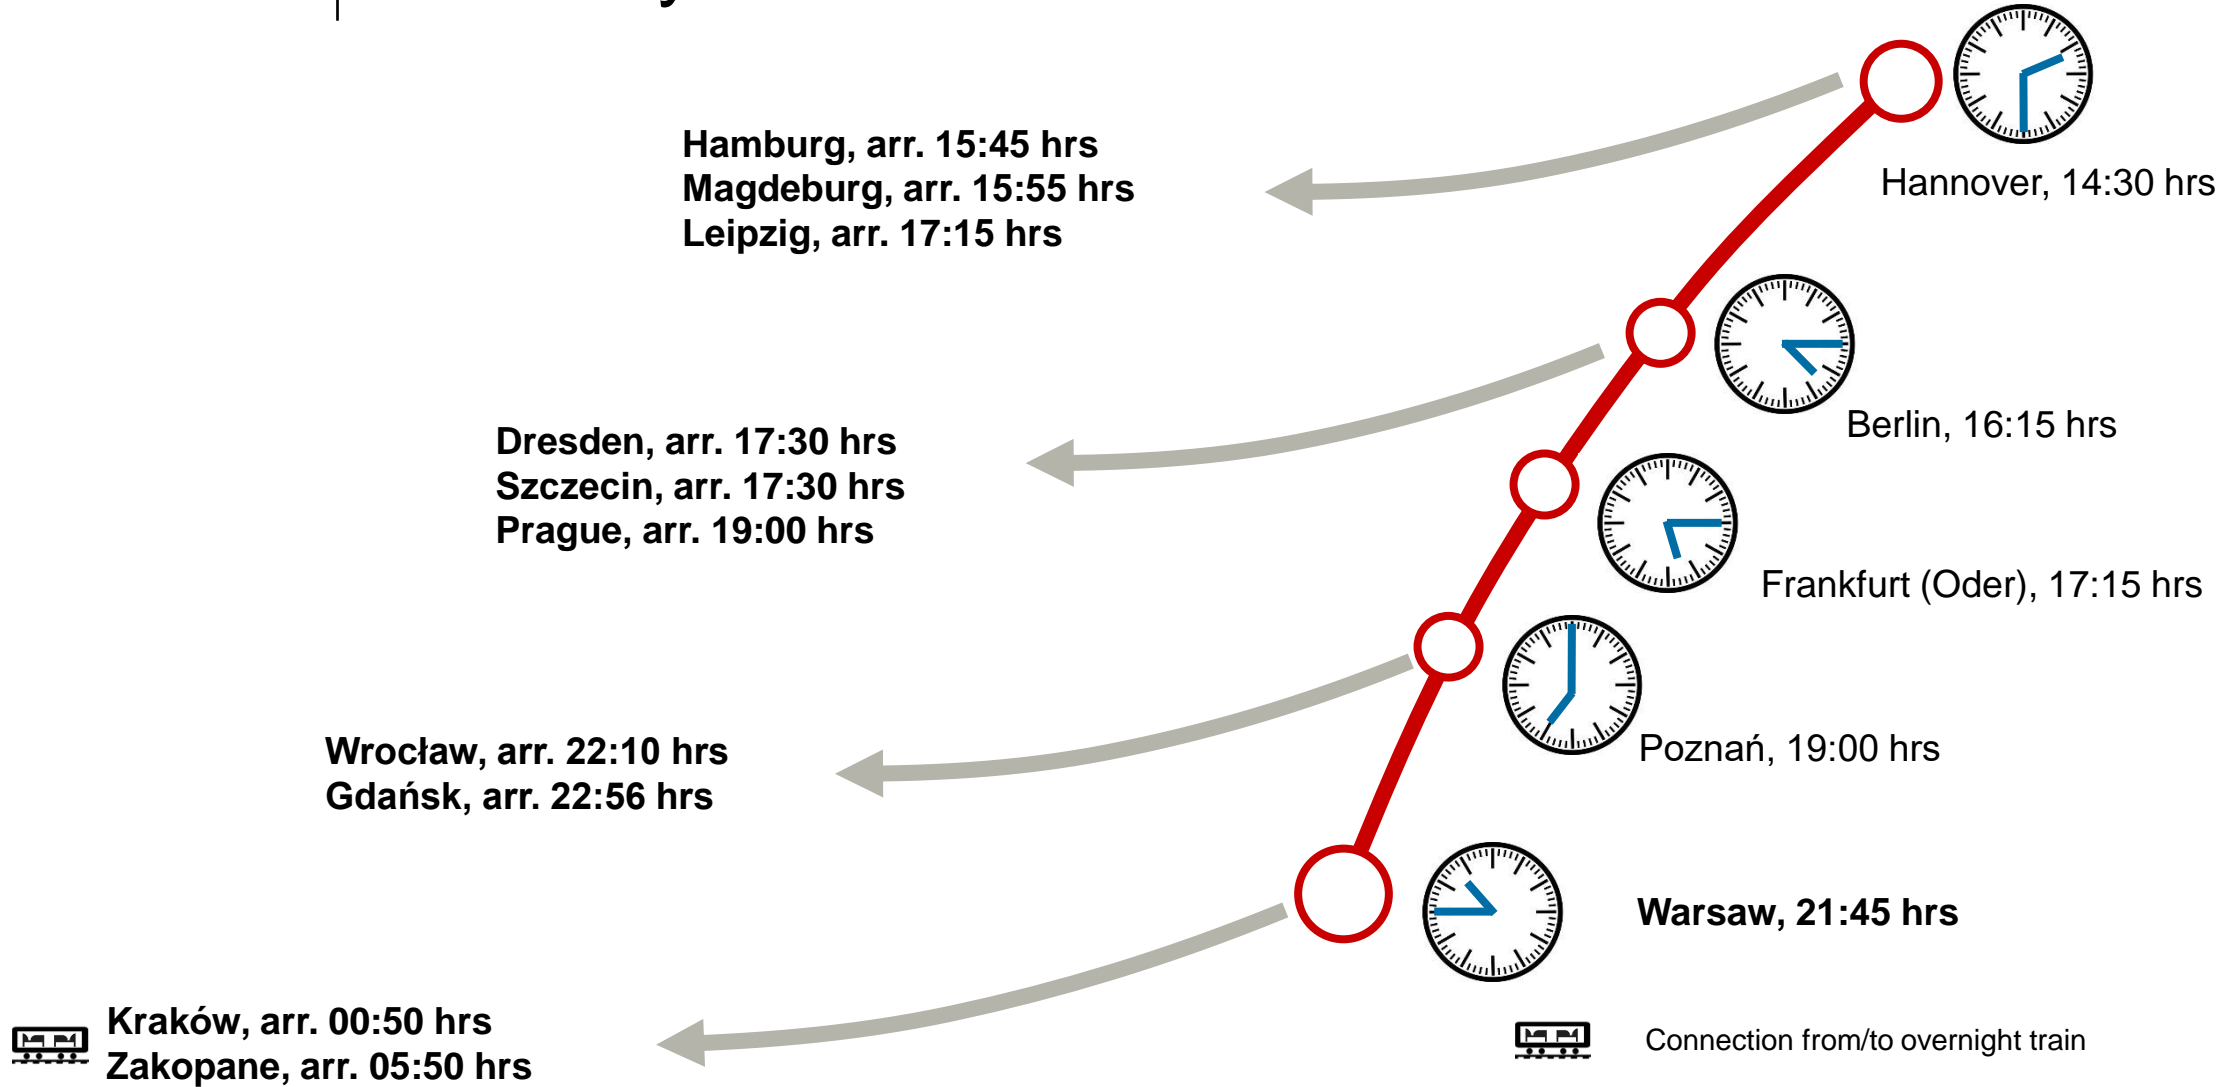 Hamburg, arr. 15:45 hrs
Magdeburg, arr. 15:55 hrs
Leipzig, arr. 17:15 hrs
Hannover, 14:30 hrs
Berlin, 16:15 hrs
Dresden, arr. 17:30 hrs
Szczecin, arr. 17:30 hrs
Prague, arr. 19:00 hrs
Frankfurt (Oder), 17:15 hrs
Poznań, 19:00 hrs
Wrocław, arr. 22:10 hrs
Gdańsk, arr. 22:56 hrs
Warsaw, 21:45 hrs
Kraków, arr. 00:50 hrs
Zakopane, arr. 05:50 hrs
Connection from/to overnight train